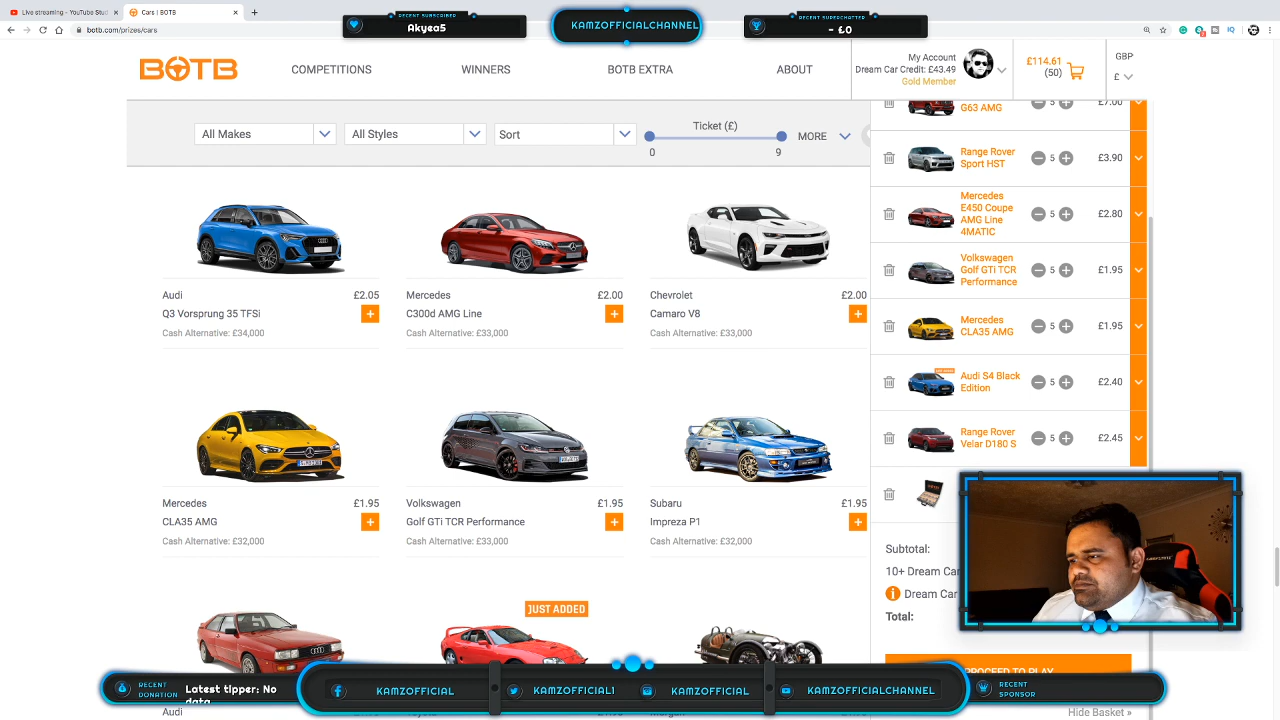 Live streaming - YouTube Stud
Cars | BOTB
botb.com/prizes/cars
RECENT SUBSCRIBER
Akyea5
KAMZOFFICIALCHANNEL
RECENT SUPERCHATTER
- £0
BOTB
COMPETITIONS
WINNERS
BOTB EXTRA
ABOUT
My Account
Dream Car Credit: £43.49
Gold Member
£114.61
(50)
GBP
£
All Makes
All Styles
Sort
Ticket (£)
0
9
MORE
G63 AMG
5
£7.00
Range Rover
Sport HST
5
£3.90
Mercedes
E450 Coupe
AMG Line
4MATIC
5
£2.80
Volkswagen
Golf GTi TCR
Performance
5
£1.95
Mercedes
CLA35 AMG
5
£1.95
Audi S4 Black
Edition
5
£2.40
Range Rover
Velar D180 S
5
£2.45
Audi
£2.05
Q3 Vorsprung 35 TFSi
Cash Alternative: £34,000
Mercedes
£2.00
C300d AMG Line
Cash Alternative: £33,000
Chevrolet
£2.00
Camaro V8
Cash Alternative: £33,000
Mercedes
£1.95
CLA35 AMG
Cash Alternative: £32,000
Volkswagen
£1.95
Golf GTi TCR Performance
Cash Alternative: £33,000
Subaru
£1.95
Impreza P1
Cash Alternative: £32,000
JUST ADDED
Subtotal:
10+ Dream Car
Dream Car
Total:
PROCEED TO PLAY
Hide Basket »
RECENT
DONATION
Latest tipper: No
data
KAMZOFFICIAL
KAMZOFFICIAL1
KAMZOFFICIAL
KAMZOFFICIALCHANNEL
RECENT
SPONSOR
Audi